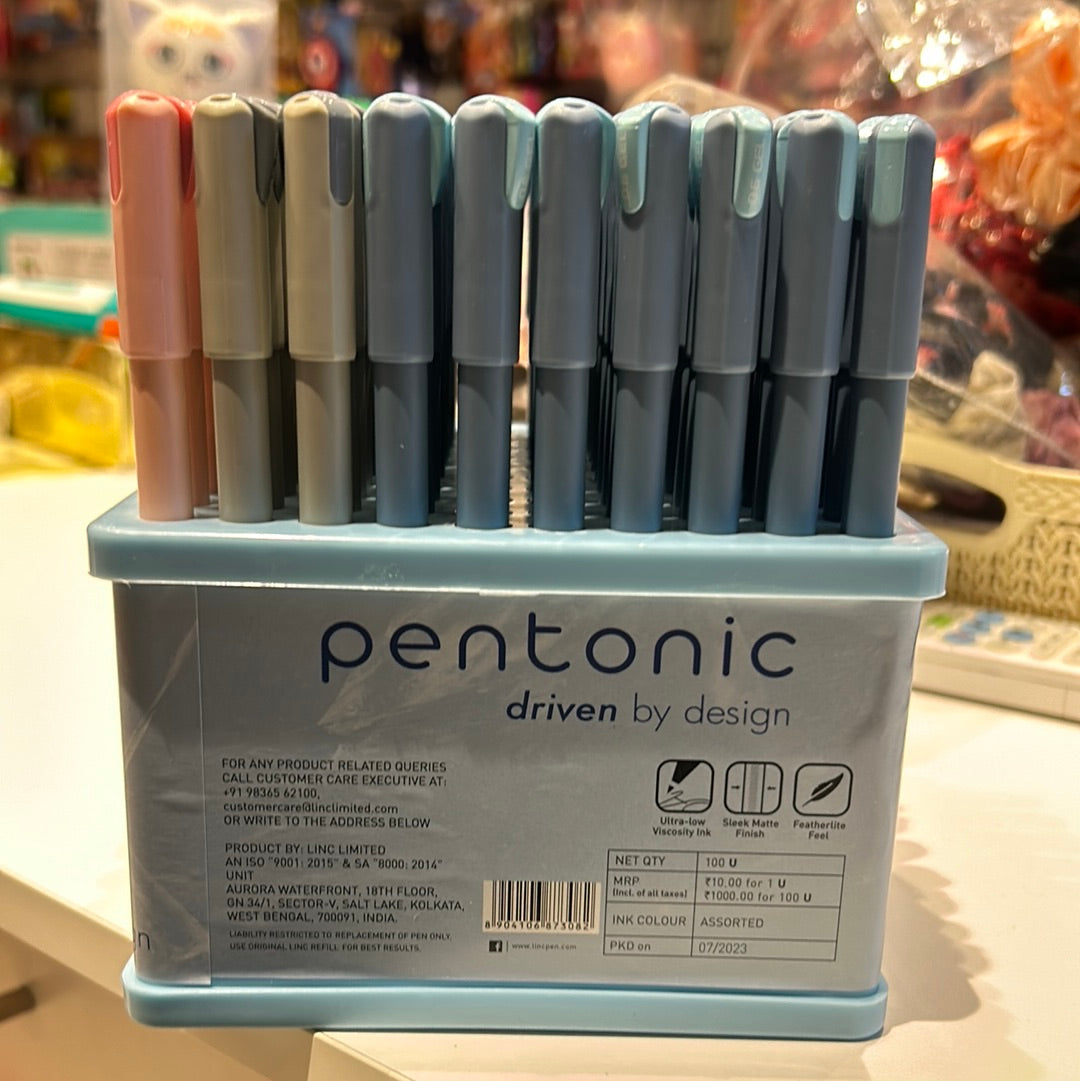 pentonic
driven by design
FOR ANY PRODUCT RELATED QUERIES
CALL CUSTOMER CARE EXECUTIVE AT:
+91 98365 62100,
customercare@linclimited.com
OR WRITE TO THE ADDRESS BELOW
PRODUCT BY: LINC LIMITED
AN ISO "9001: 2015" & SA "8000: 2014"
UNIT
AURORA WATERFRONT, 18TH FLOOR,
GN 34/1, SECTOR-V, SALT LAKE, KOLKATA,
WEST BENGAL, 700091, INDIA.
LIABILITY RESTRICTED TO REPLACEMENT OF PEN ONLY.
USE ORIGINAL LINC REFILL FOR BEST RESULTS.
8 904106 873082
www.lincpen.com
Ultra-low
Viscosity Ink
Sleek Matte
Finish
Featherlite
Feel
NET QTY 100 U
MRP
(Incl. of all taxes)
₹10.00 for 1 U
₹1000.00 for 100 U
INK COLOUR ASSORTED
PKD on 07/2023
n